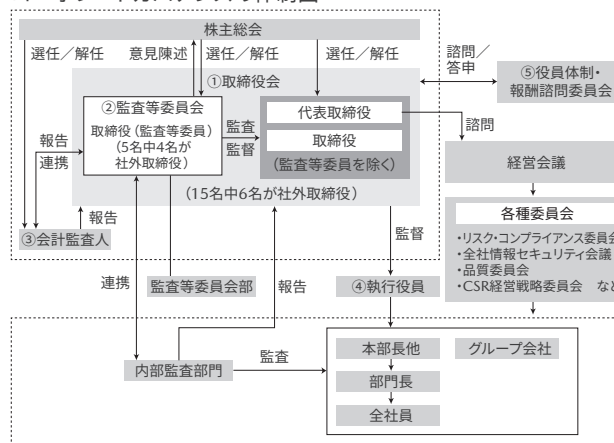 株主総会
選任／解任
意見陳述
選任／解任
選任／解任
諮問／
答申
①取締役会
⑤役員体制・
報酬諮問委員会
②監査等委員会
取締役（監査等委員）
（5名中4名が
社外取締役）
監査
監督
代表取締役
取締役
（監査等委員を除く）
諮問
報告
連携
経営会議
（15名中6名が社外取締役）
各種委員会
・リスク・コンプライアンス委員会
・全社情報セキュリティ会議
・品質委員会
・CSR経営戦略委員会　など
報告
③会計監査人
監督
連携
監査等委員会部
報告
④執行役員
本部長他
グループ会社
内部監査部門
監査
部門長
全社員